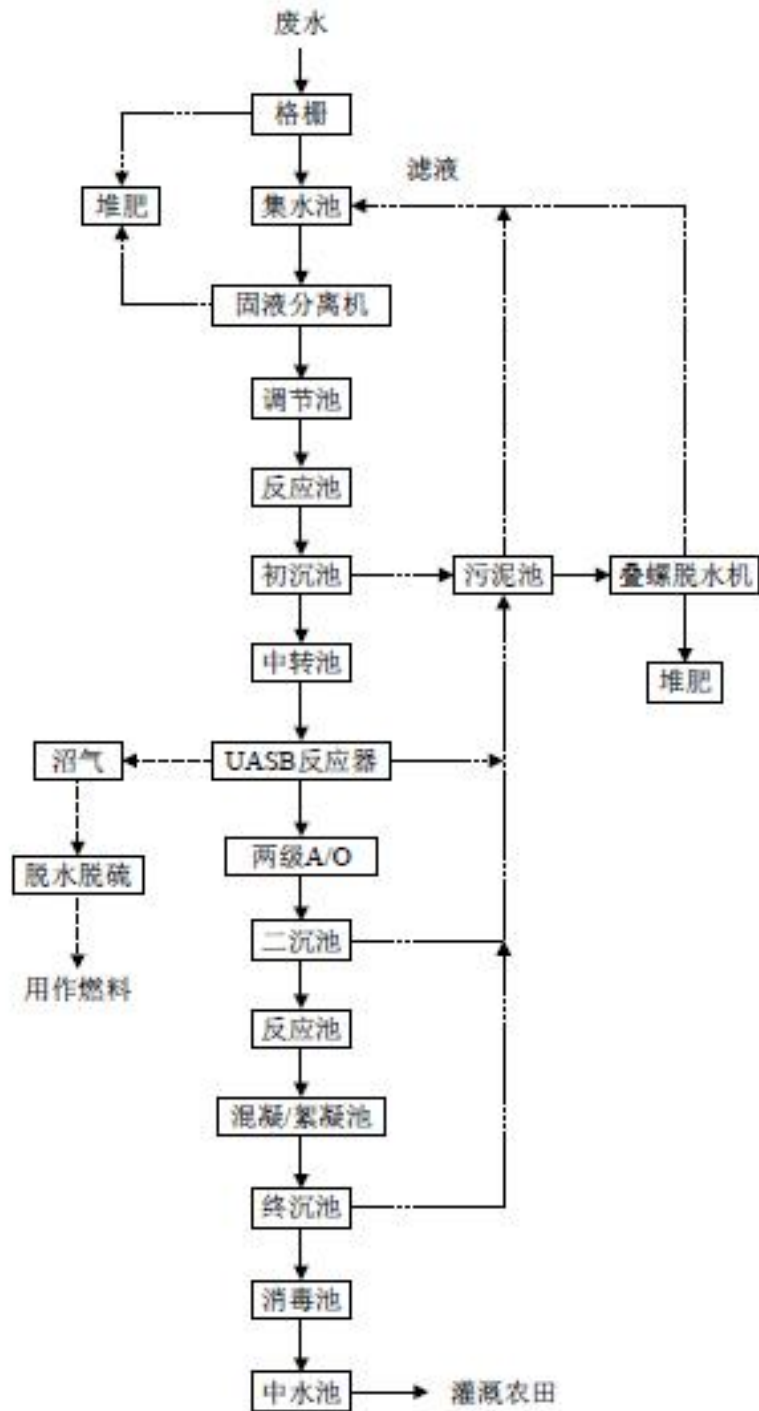 废水
格栅
滤液
堆肥
集水池
固液分离机
调节池
反应池
初沉池
污泥池
叠螺脱水机
中转池
堆肥
沼气
UASB反应器
两级A/O
脱水脱硫
二沉池
用作燃料
反应池
混凝/絮凝池
终沉池
消毒池
中水池
灌溉农田